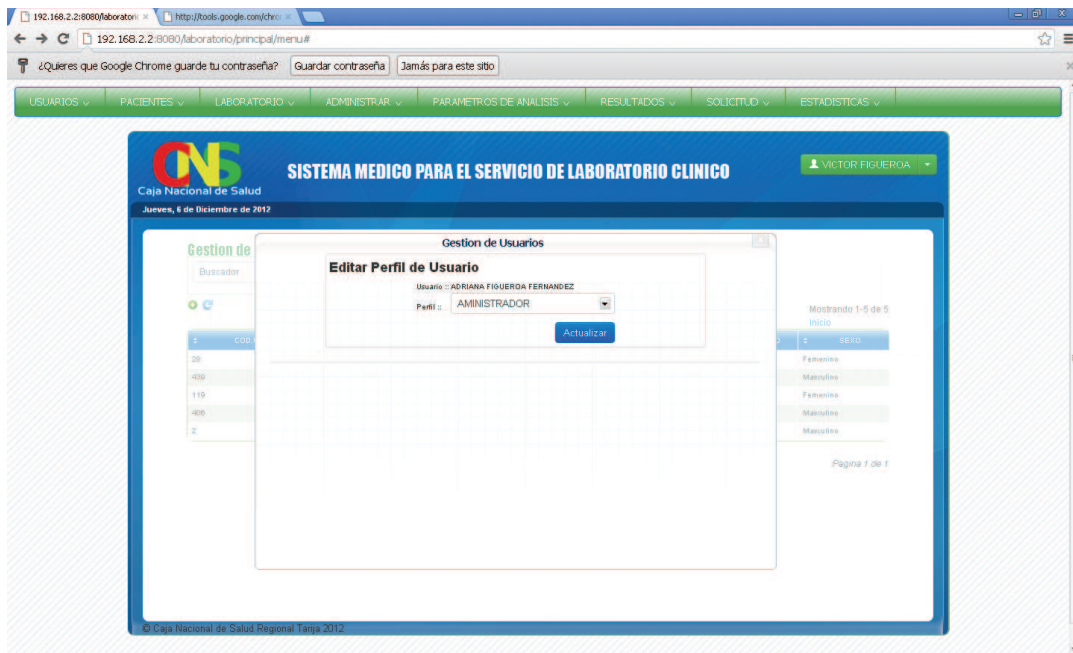 192.168.2.2:8080/laboratori
http://tools.google.com/chro
192.168.2.2:8080/laboratorio/principal/menu#
¿Quieres que Google Chrome guarde tu contraseña? Guardar contraseña Jamás para este sitio
USUARIOS PACIENTES LABORATORIO ADMINISTRAR PARAMETROS DE ANALISIS RESULTADOS SOLICITUD ESTADISTICAS
CNS
Caja Nacional de Salud
SISTEMA MEDICO PARA EL SERVICIO DE LABORATORIO CLINICO
VICTOR FIGUEROA
Jueves, 6 de Diciembre de 2012
Gestion de Usuarios
Gestion de
Buscador
Editar Perfil de Usuario
Usuario :: ADRIANA FIGUEROA FERNANDEZ
Perfil :: AMINISTRADOR
Actualizar
Mostrando 1-5 de 5
Inicio
SEXO
28 Femenino
439 Masculino
119 Femenino
408 Masculino
2 Masculino
Pagina 1 de 1
© Caja Nacional de Salud Regional Tarija 2012